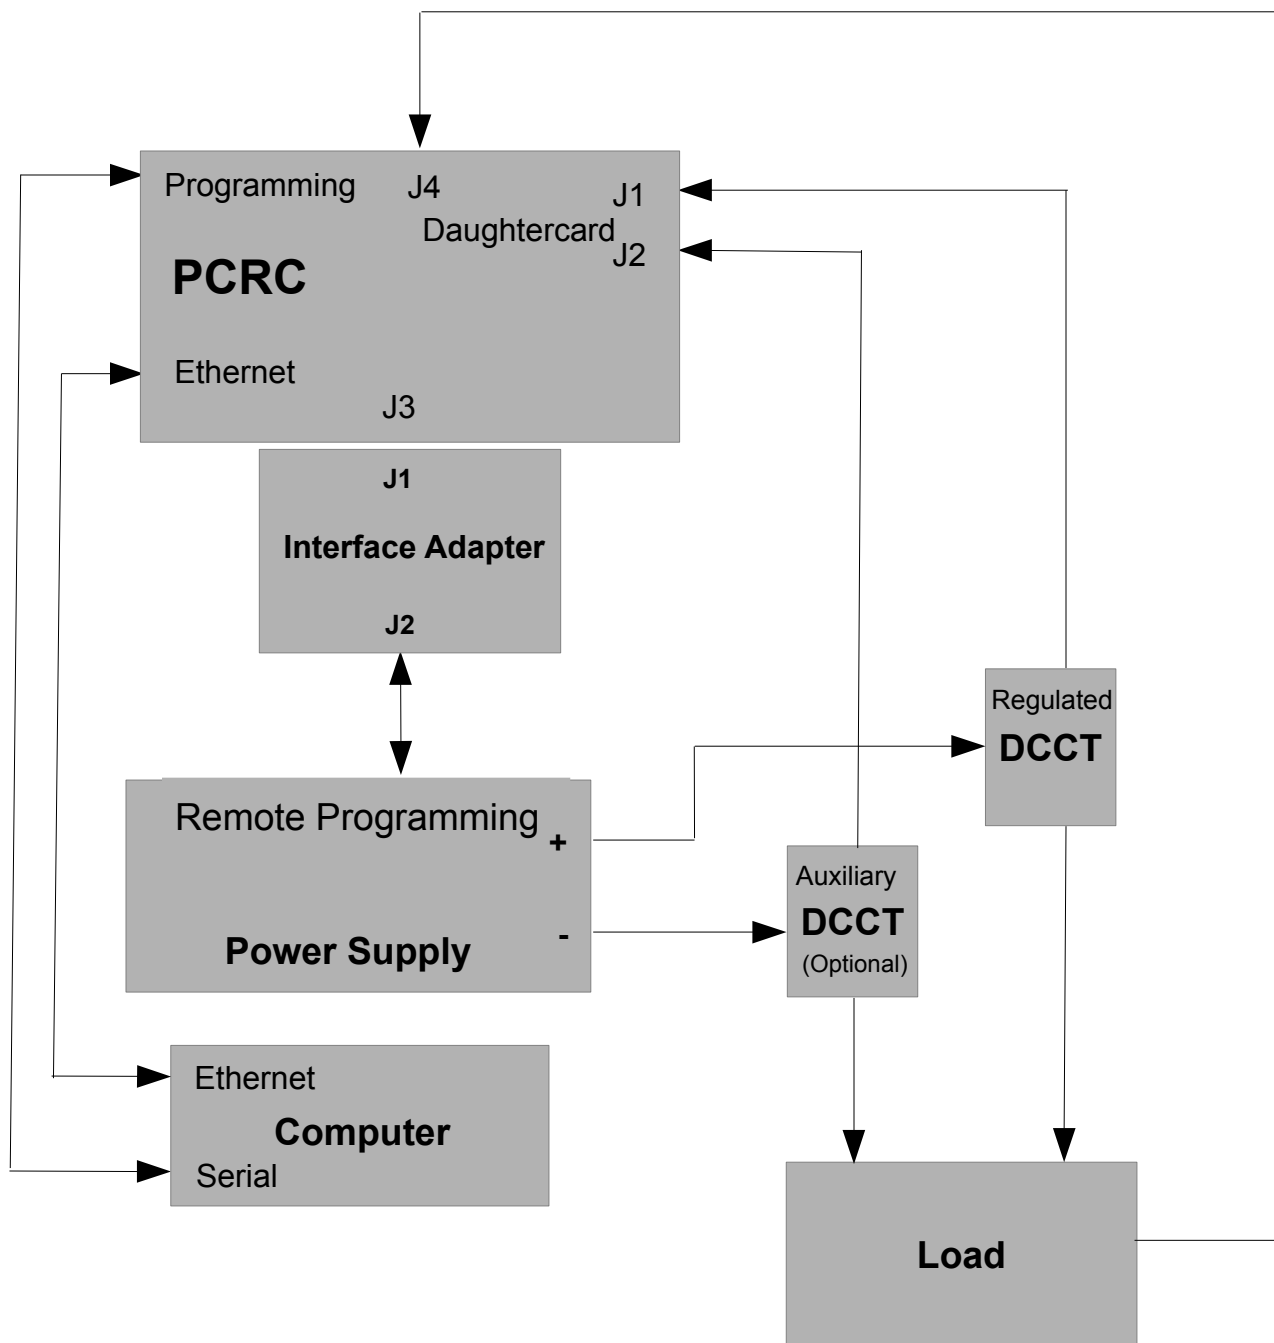 Programming
J4
J1
Daughtercard
J2
PCRC
Ethernet
J3
J1
Interface Adapter
J2
Regulated
DCCT
Remote Programming
+
Auxiliary
DCCT
(Optional)
-
Power Supply
Ethernet
Computer
Serial
Load